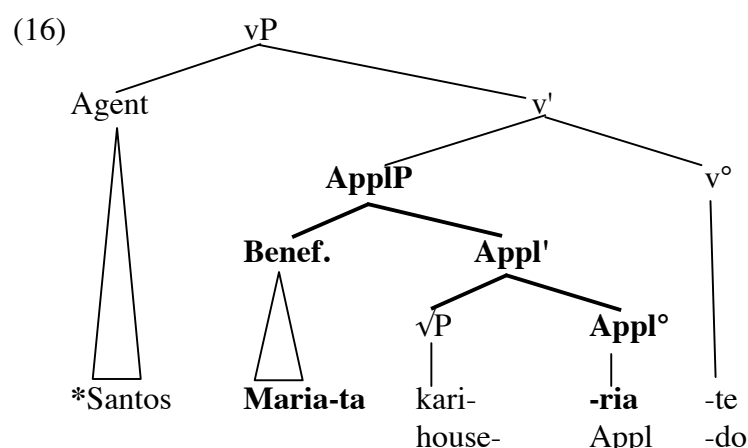 (16) vP
Agent v'
ApplP v°
Benef. Appl'
√P Appl°
*Santos Maria-ta kari- -ria -te
house- Appl -do